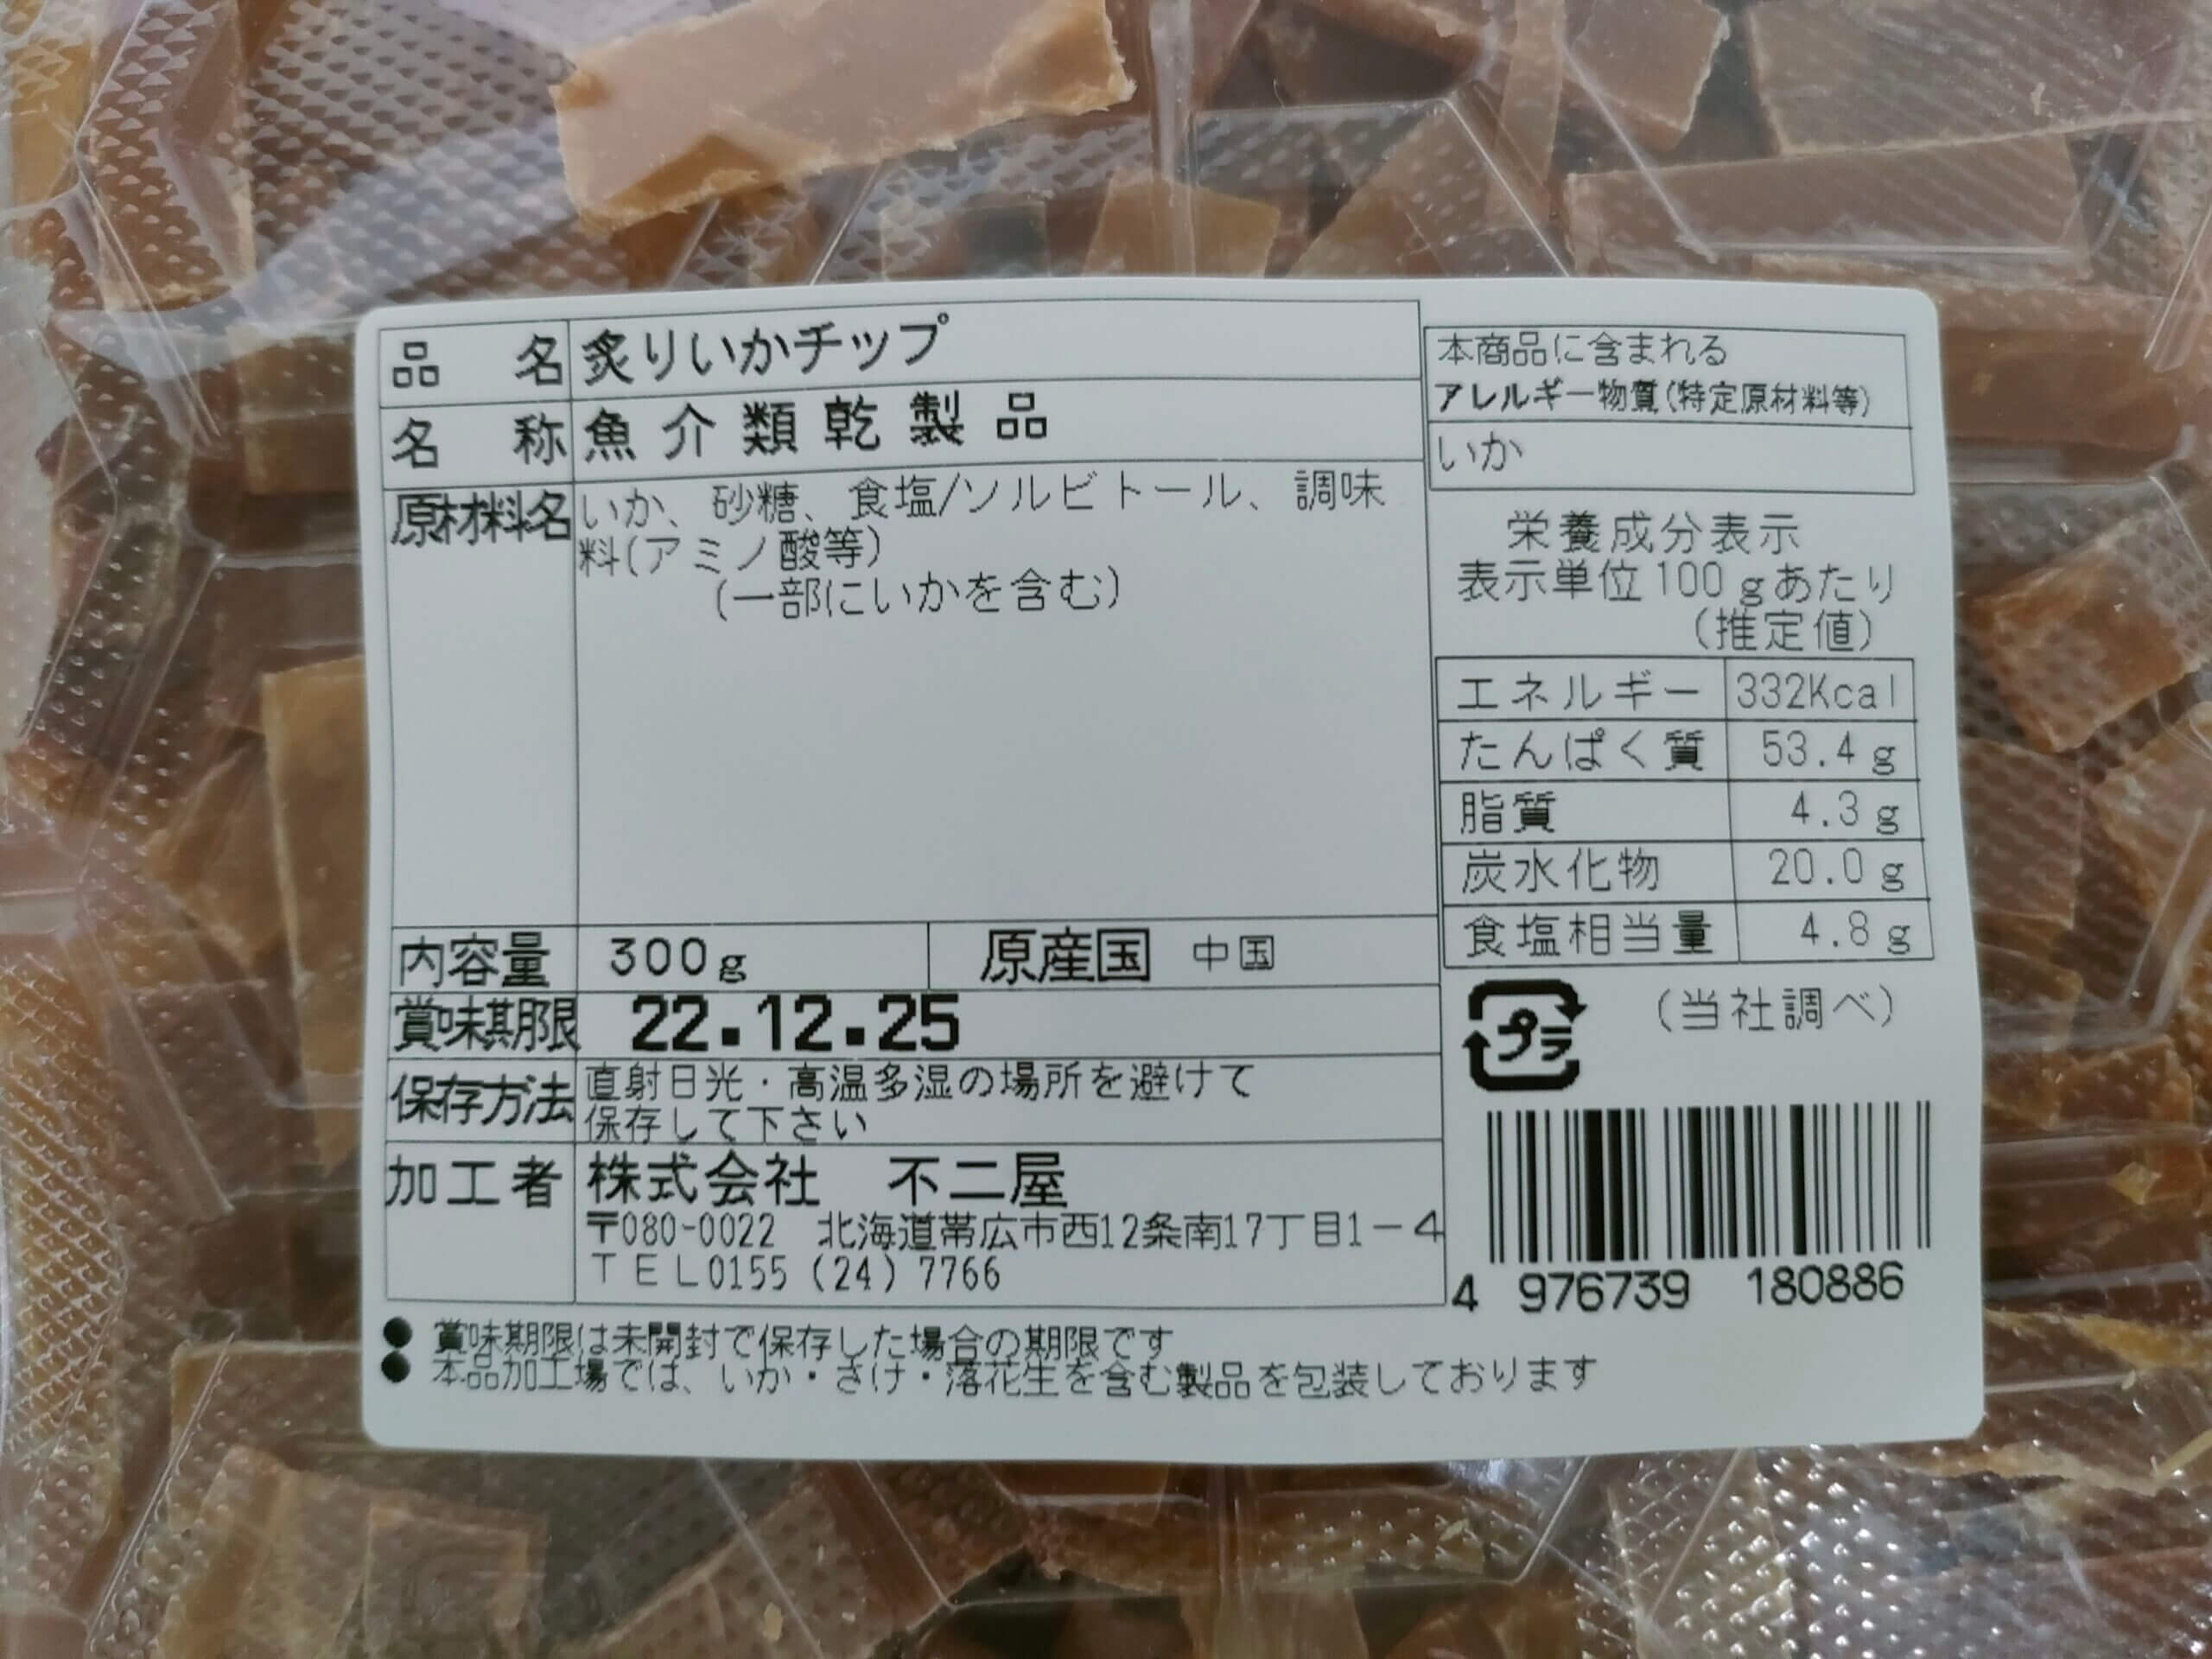 品名 炙りいかチップ
名称 魚介類乾製品
原材料名 いか、砂糖、食塩/ソルビトール、調味
料(アミノ酸等)
(一部にいかを含む)
内容量 300g 原産国 中国
賞味期限 22.12.25
保存方法 直射日光・高温多湿の場所を避けて
保存して下さい
加工者 株式会社 不二屋
〒080-0022 北海道帯広市西12条南17丁目1-4
TEL0155(24)7766
本商品に含まれる
アレルギー物質(特定原材料等)
いか
栄養成分表示
表示単位100gあたり
(推定値)
エネルギー 332Kcal
たんぱく質 53.4g
脂質 4.3g
炭水化物 20.0g
食塩相当量 4.8g
プラ (当社調べ)
4 976739 180886
● 賞味期限は未開封で保存した場合の期限です
● 本品加工場では、いか・さけ・落花生を含む製品を包装しております